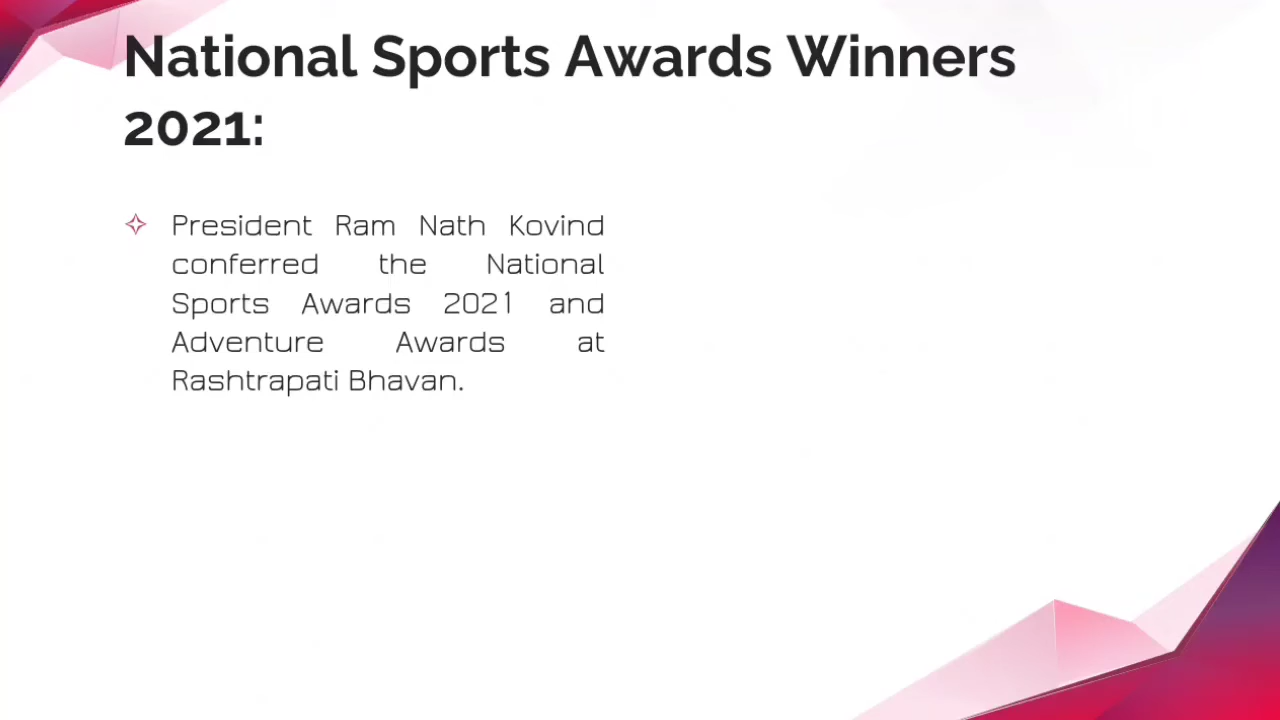 National Sports Awards Winners
2021:
President Ram Nath Kovind
conferred the National
Sports Awards 2021 and
Adventure Awards at
Rashtrapati Bhavan.